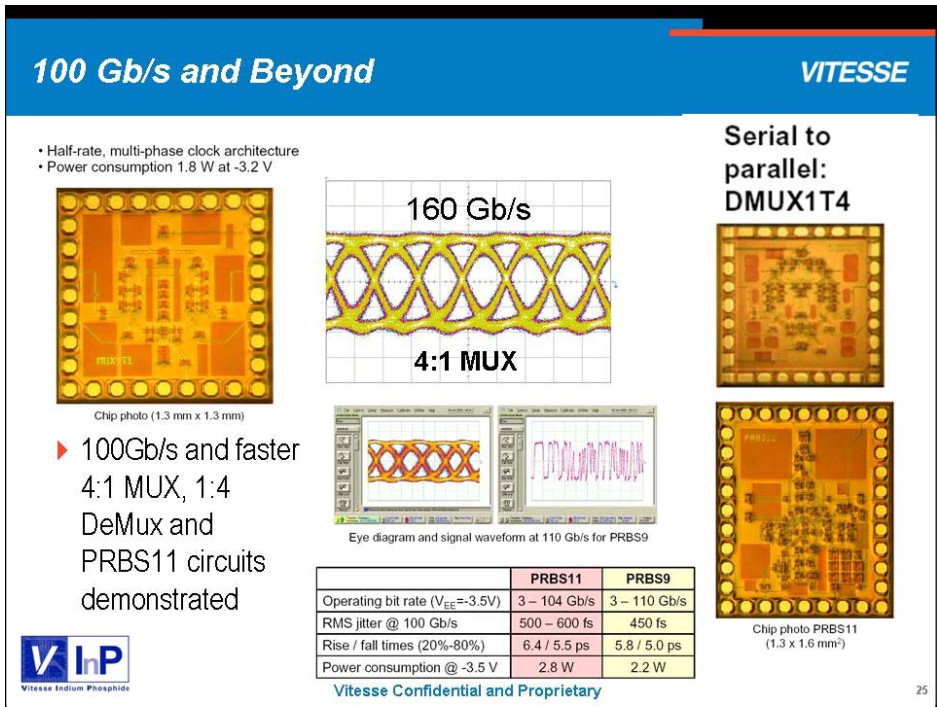 100 Gb/s and Beyond
VITESSE
• Half-rate, multi-phase clock architecture
• Power consumption 1.8 W at -3.2 V
MUX4T1
Chip photo (1.3 mm x 1.3 mm)
100Gb/s and faster
4:1 MUX, 1:4
DeMux and
PRBS11 circuits
demonstrated
160 Gb/s
4:1 MUX
Eye diagram and signal waveform at 110 Gb/s for PRBS9
PRBS11 PRBS9
Operating bit rate (VEE=-3.5V) 3 – 104 Gb/s 3 – 110 Gb/s
RMS jitter @ 100 Gb/s 500 – 600 fs 450 fs
Rise / fall times (20%-80%) 6.4 / 5.5 ps 5.8 / 5.0 ps
Power consumption @ -3.5 V 2.8 W 2.2 W
Serial to
parallel:
DMUX1T4
PRBS11
Chip photo PRBS11
(1.3 x 1.6 mm²)
V InP
Vitesse Indium Phosphide
Vitesse Confidential and Proprietary
25